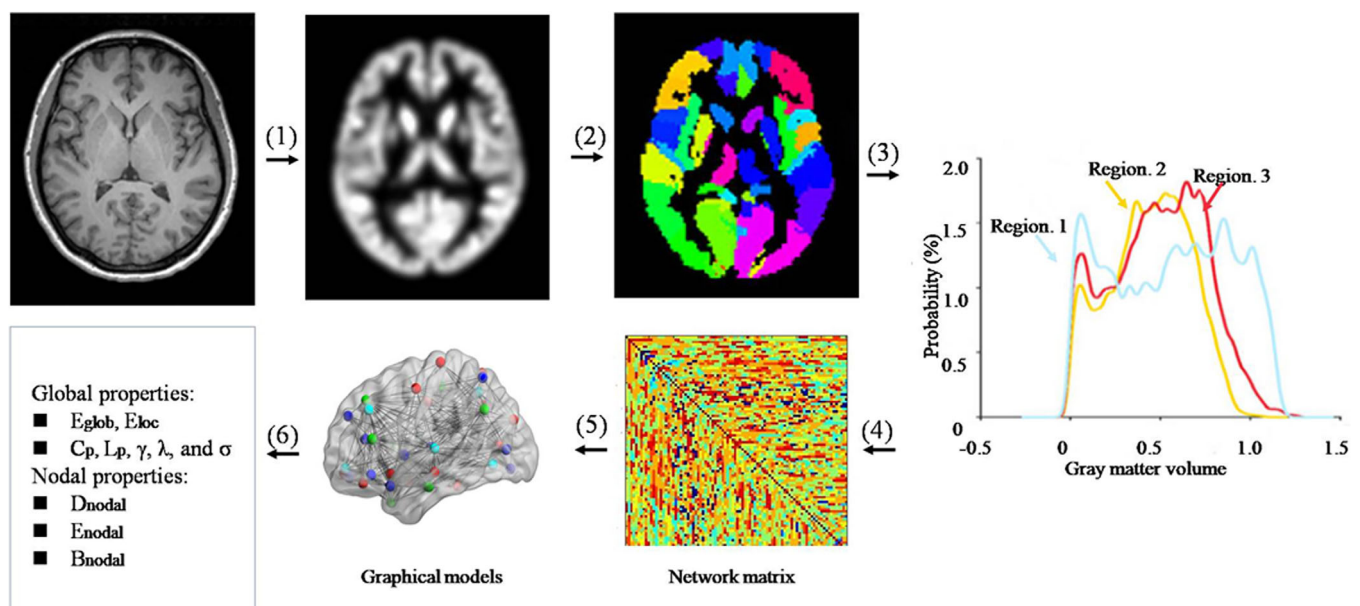 (1)
(2)
(3)
2.0
1.5
1.0
0.5
0
Probability (%)
Region. 1
Region. 2
Region. 3
-0.5
0
0.5
1.0
1.5
Gray matter volume
(4)
Network matrix
(5)
Graphical models
(6)
Global properties:
■ Eglob, Eloc
■ Cp, Lp, γ, λ, and σ
Nodal properties:
■ Dnodal
■ Enodal
■ Bnodal